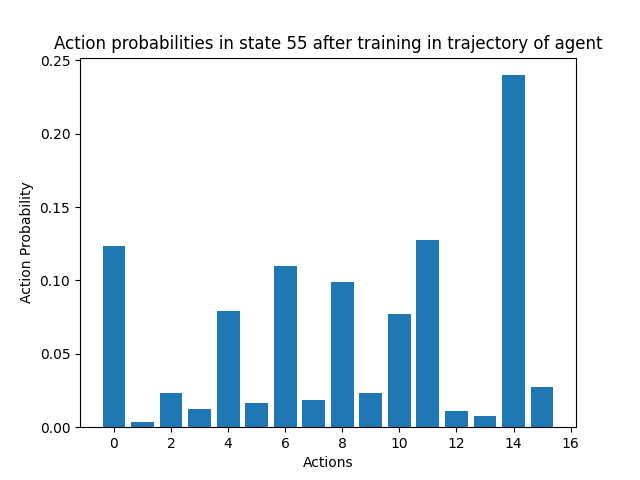 Action probabilities in state 55 after training in trajectory of agent
0.25
0.20
0.15
0.10
0.05
0.00
Action Probability
0 2 4 6 8 10 12 14 16
Actions